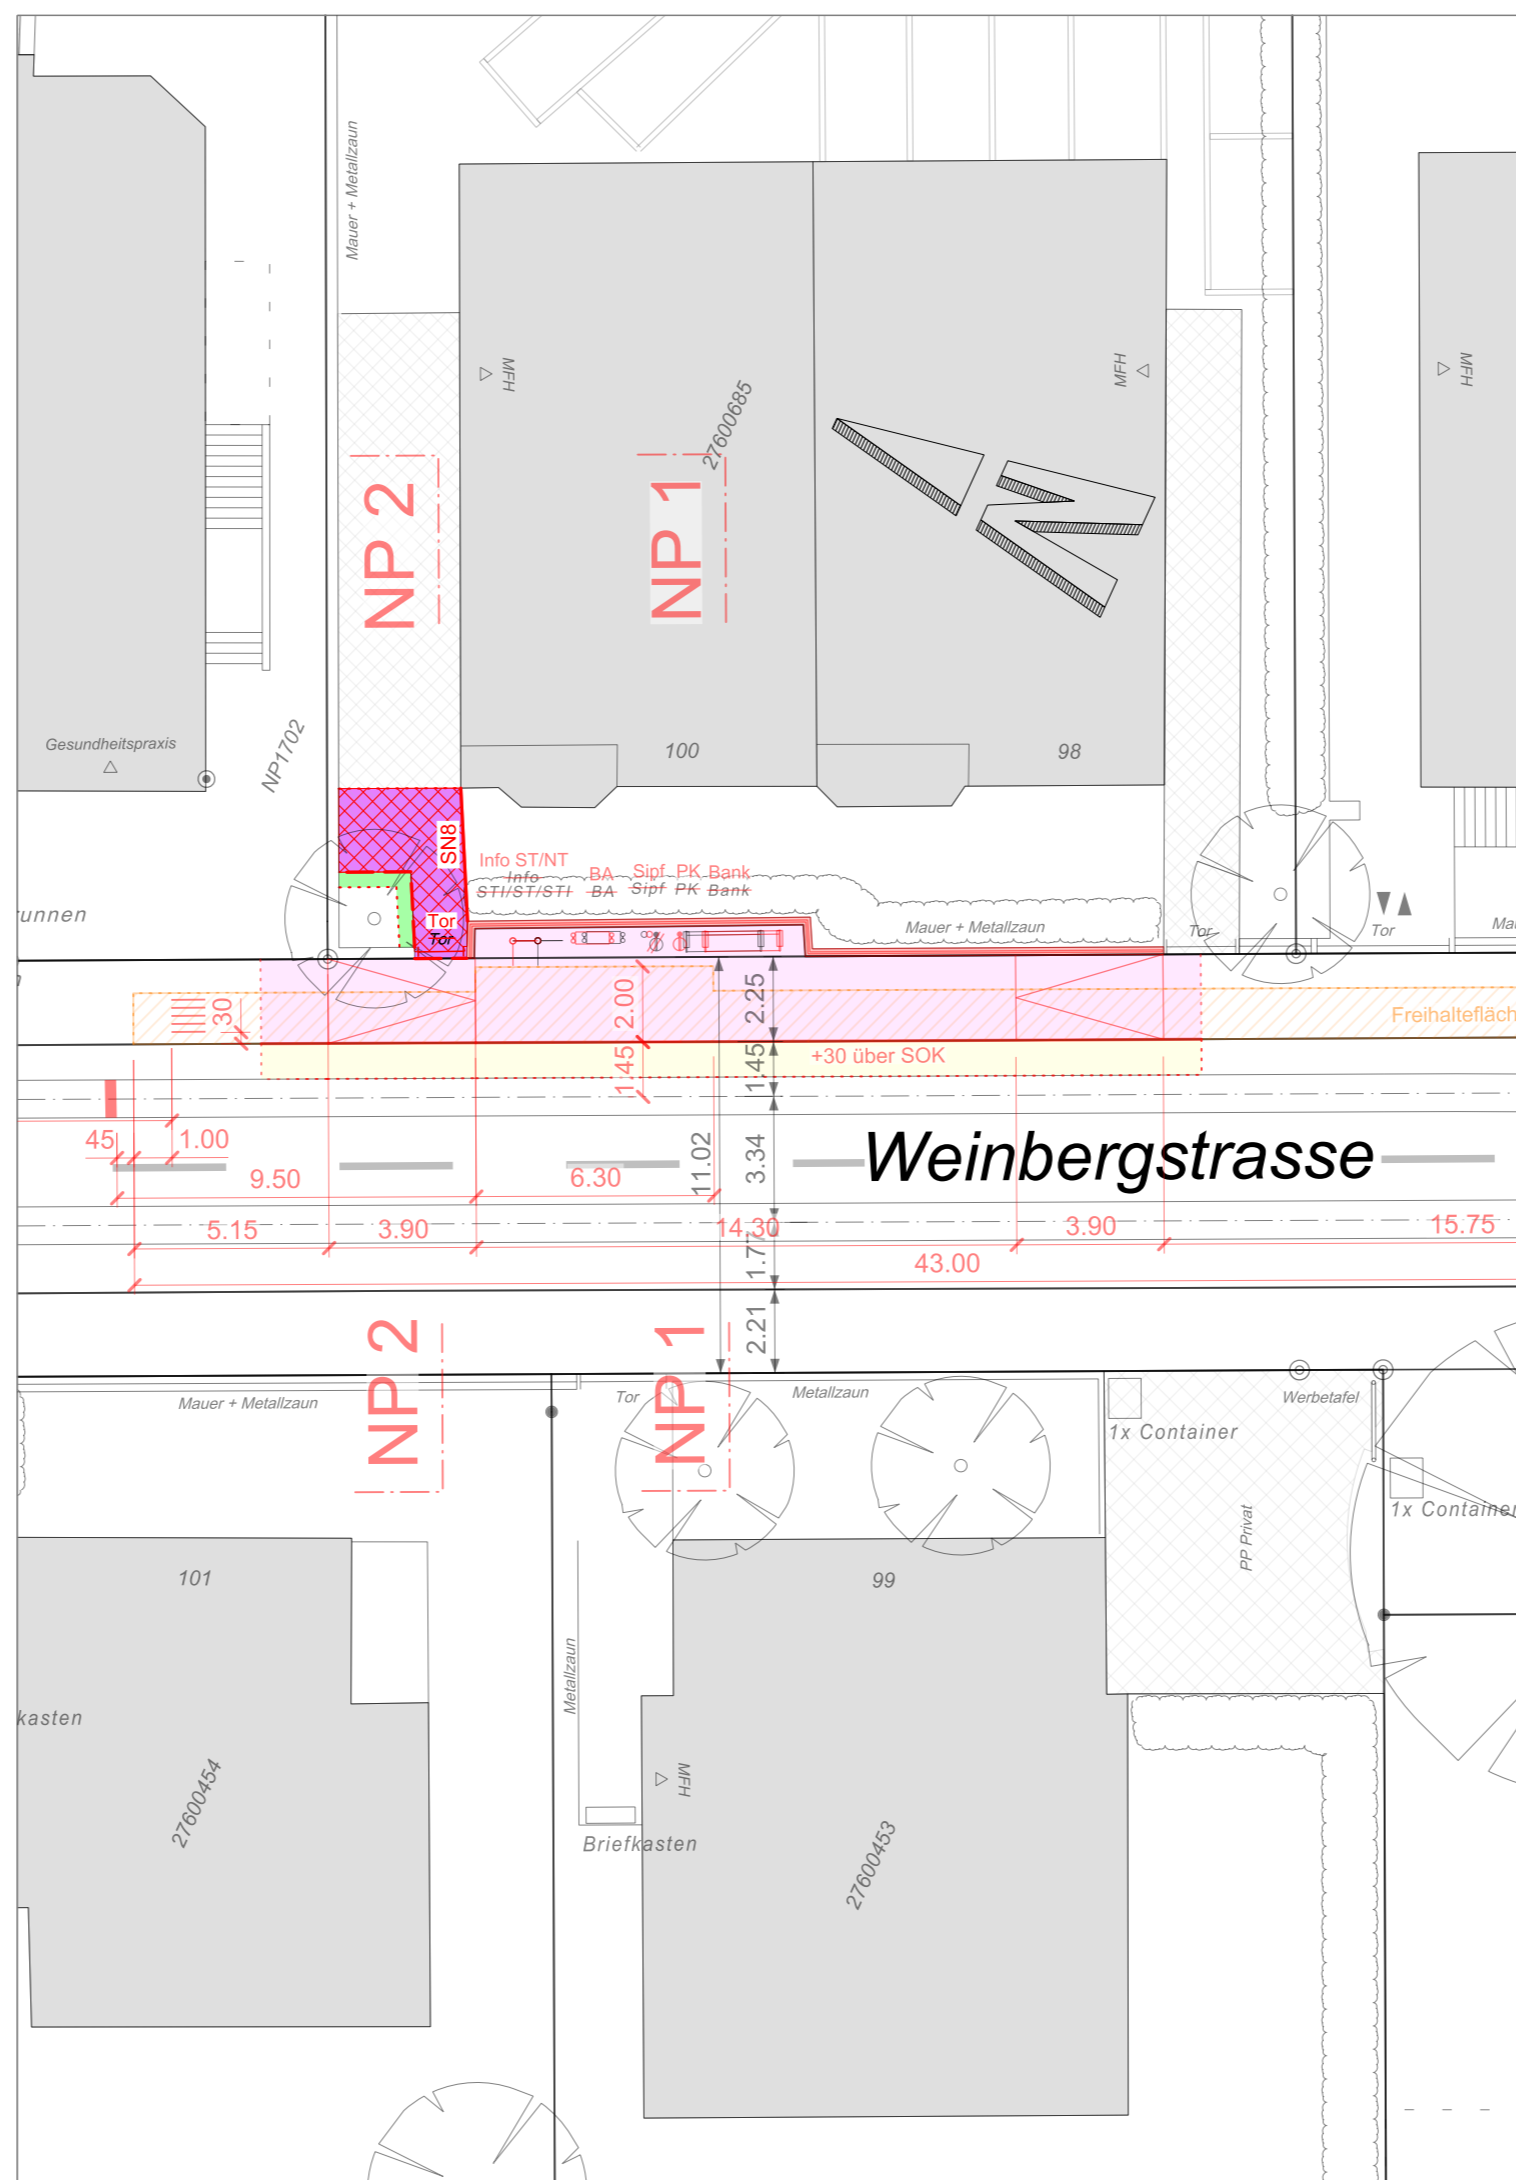 Mauer + Metallzaun
MFH
27600685
MFH
MFH
NP 2
NP 1
N
Gesundheitspraxis
NP1702
100
98
SN8
Info ST/NT
BA
Sipf
PK
Bank
Info
STI/ST/STI
BA
Sipf
PK
Bank
Tor
Tor
Mauer + Metallzaun
Tor
Tor
runnen
30
2.00
2.25
Freihaltefläch
+30 über SOK
1.45
1.45
45
1.00
11.02
3.34
Weinbergstrasse
9.50
6.30
5.15
3.90
14.30
3.90
15.75
1.77
43.00
2.21
NP 2
NP 1
Mauer + Metallzaun
Tor
Metallzaun
Werbetafel
1x Container
1x Container
PP Privat
101
99
Metallzaun
kasten
27600454
MFH
Briefkasten
27600453